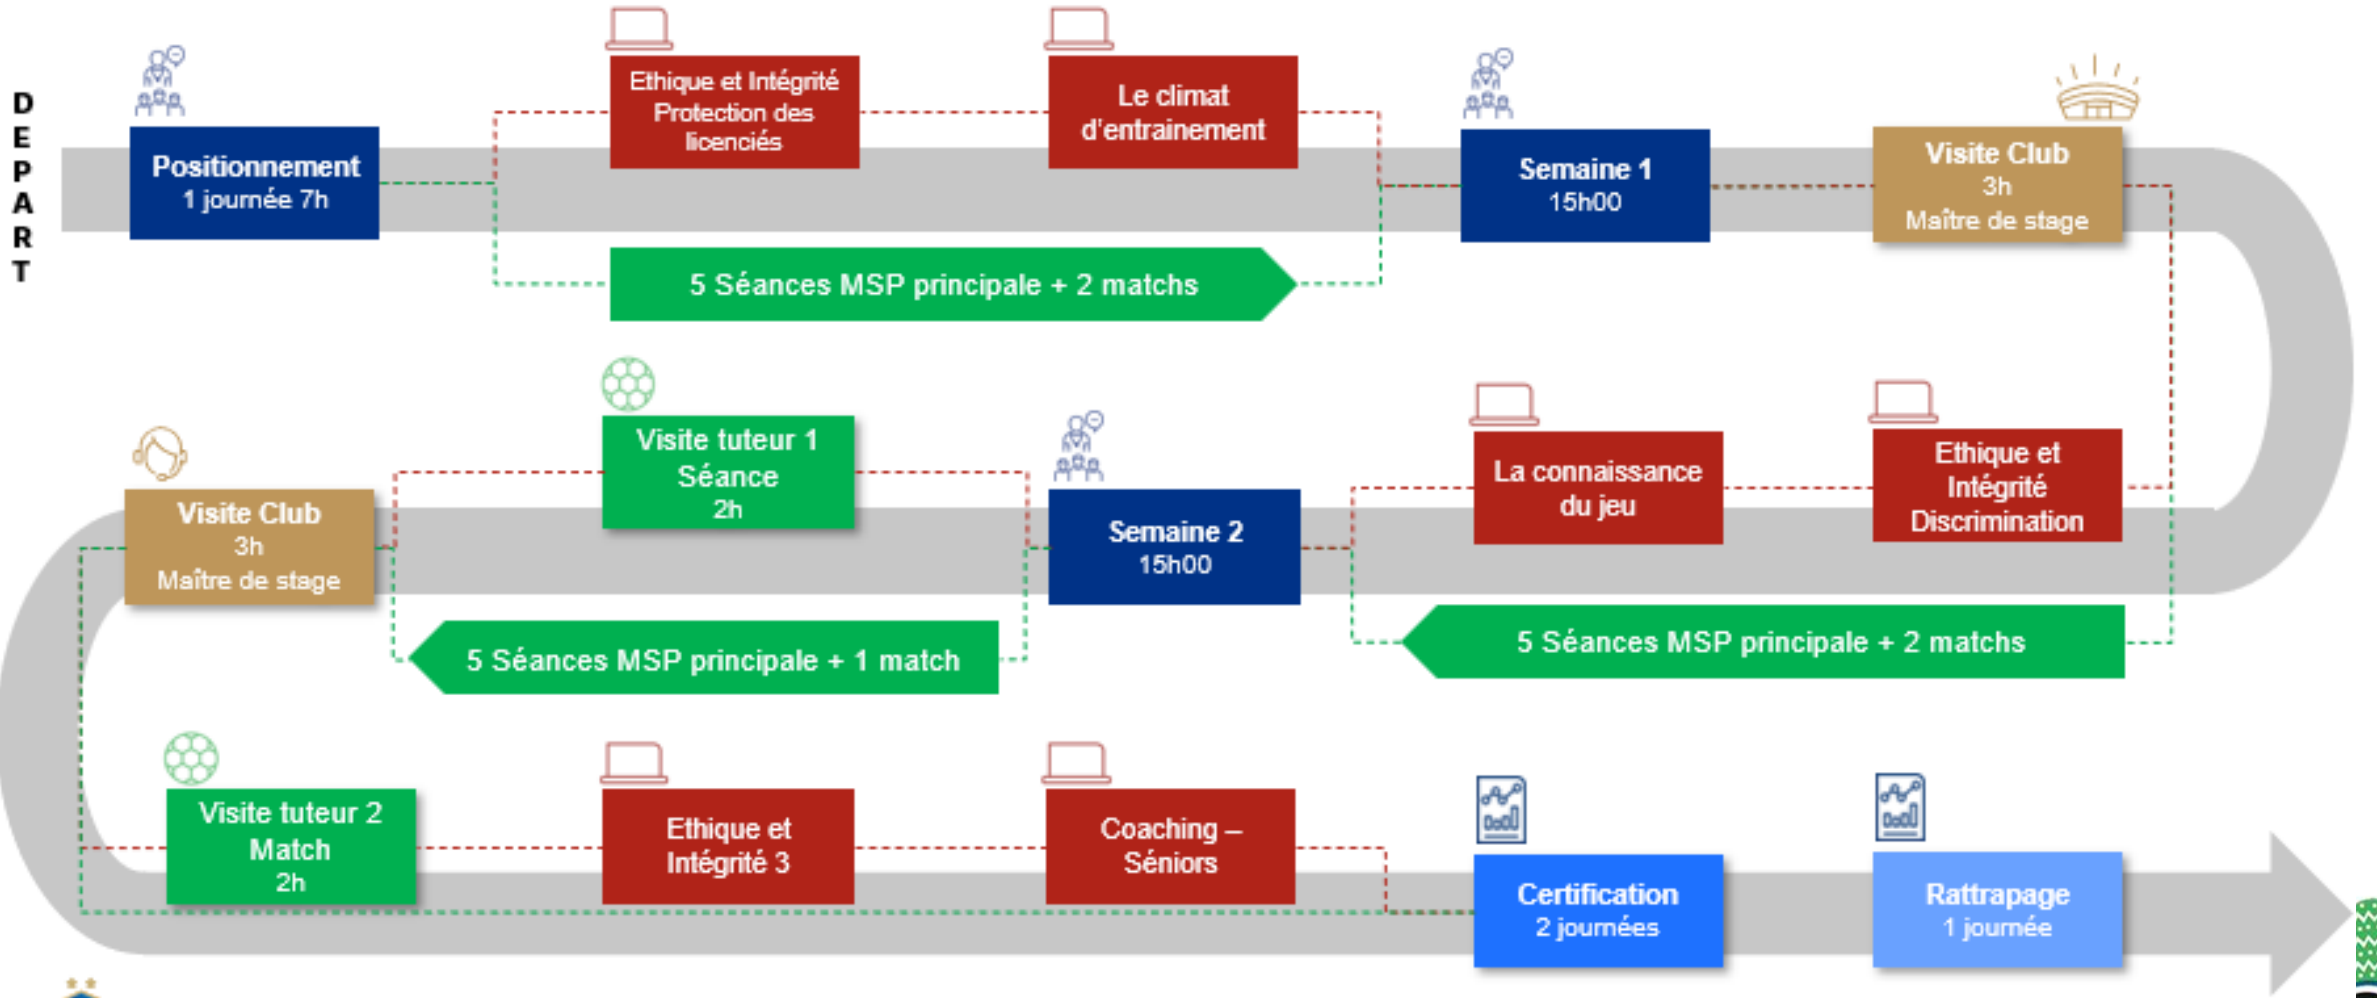 DEPART
Positionnement
1 journée 7h
Ethique et Intégrité
Protection des
licenciés
Le climat
d'entrainement
Semaine 1
15h00
Visite Club
3h
Maître de stage
5 Séances MSP principale + 2 matchs
Visite Club
3h
Maître de stage
Visite tuteur 1
Séance
2h
Semaine 2
15h00
La connaissance
du jeu
Ethique et
Intégrité
Discrimination
5 Séances MSP principale + 1 match
5 Séances MSP principale + 2 matchs
Visite tuteur 2
Match
2h
Ethique et
Intégrité 3
Coaching –
Séniors
Certification
2 journées
Rattrapage
1 journée